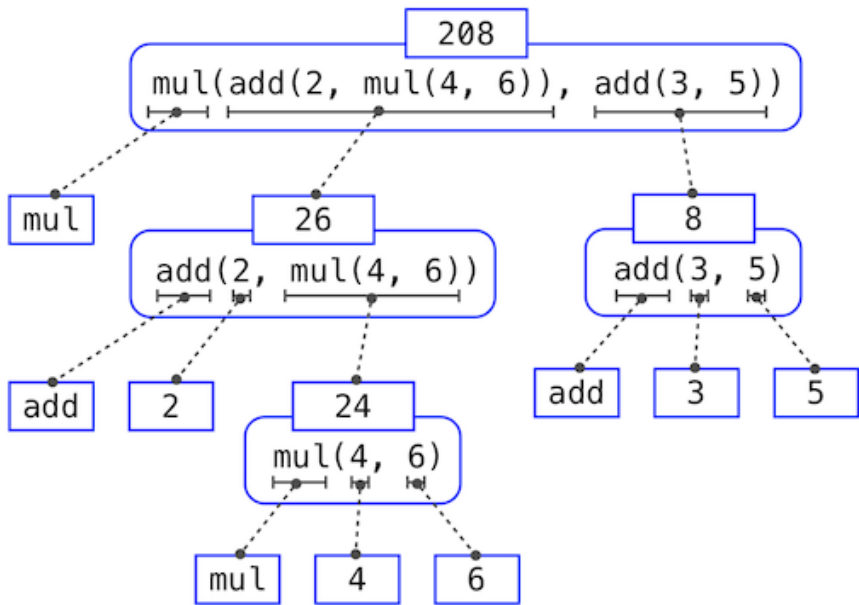 208
mul(add(2, mul(4, 6)), add(3, 5))
mul
26
8
add(2, mul(4, 6))
add(3, 5)
add
2
24
add
3
5
mul(4, 6)
mul
4
6